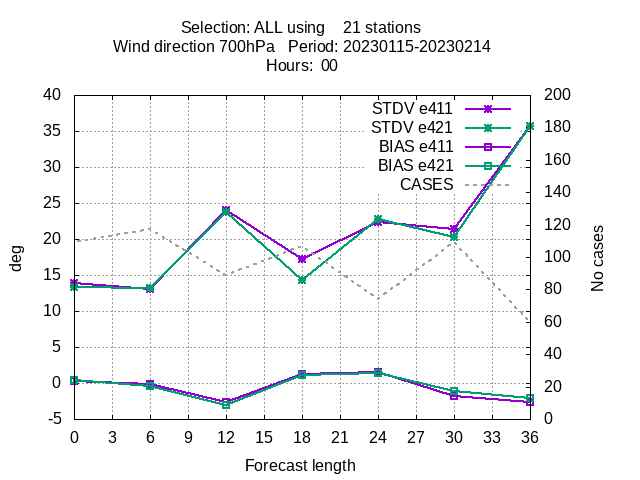 Selection: ALL using    21 stations
Wind direction 700hPa   Period: 20230115-20230214
Hours:  00
STDV e411
STDV e421
BIAS e411
BIAS e421
CASES
deg
40
35
30
25
20
15
10
5
0
-5
200
180
160
140
120
100
80
60
40
20
0
No cases
0 3 6 9 12 15 18 21 24 27 30 33 36
Forecast length